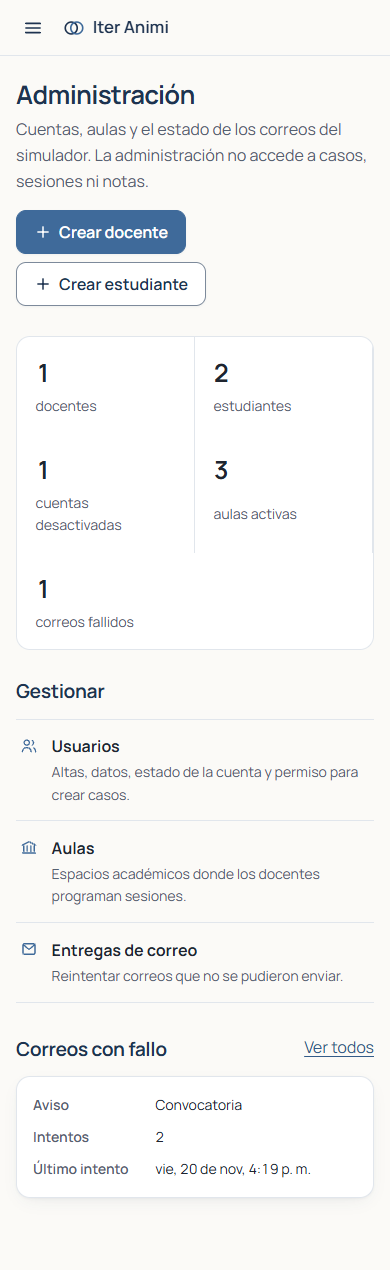 Iter Animi
Administración
Cuentas, aulas y el estado de los correos del
simulador. La administración no accede a casos,
sesiones ni notas.
+ Crear docente
+ Crear estudiante
1
docentes
2
estudiantes
1
cuentas
desactivadas
3
aulas activas
1
correos fallidos
Gestionar
Usuarios
Altas, datos, estado de la cuenta y permiso para
crear casos.
Aulas
Espacios académicos donde los docentes
programan sesiones.
Entregas de correo
Reintentar correos que no se pudieron enviar.
Correos con fallo
Ver todos
Aviso Convocatoria
Intentos 2
Último intento vie, 20 de nov, 4:19 p. m.